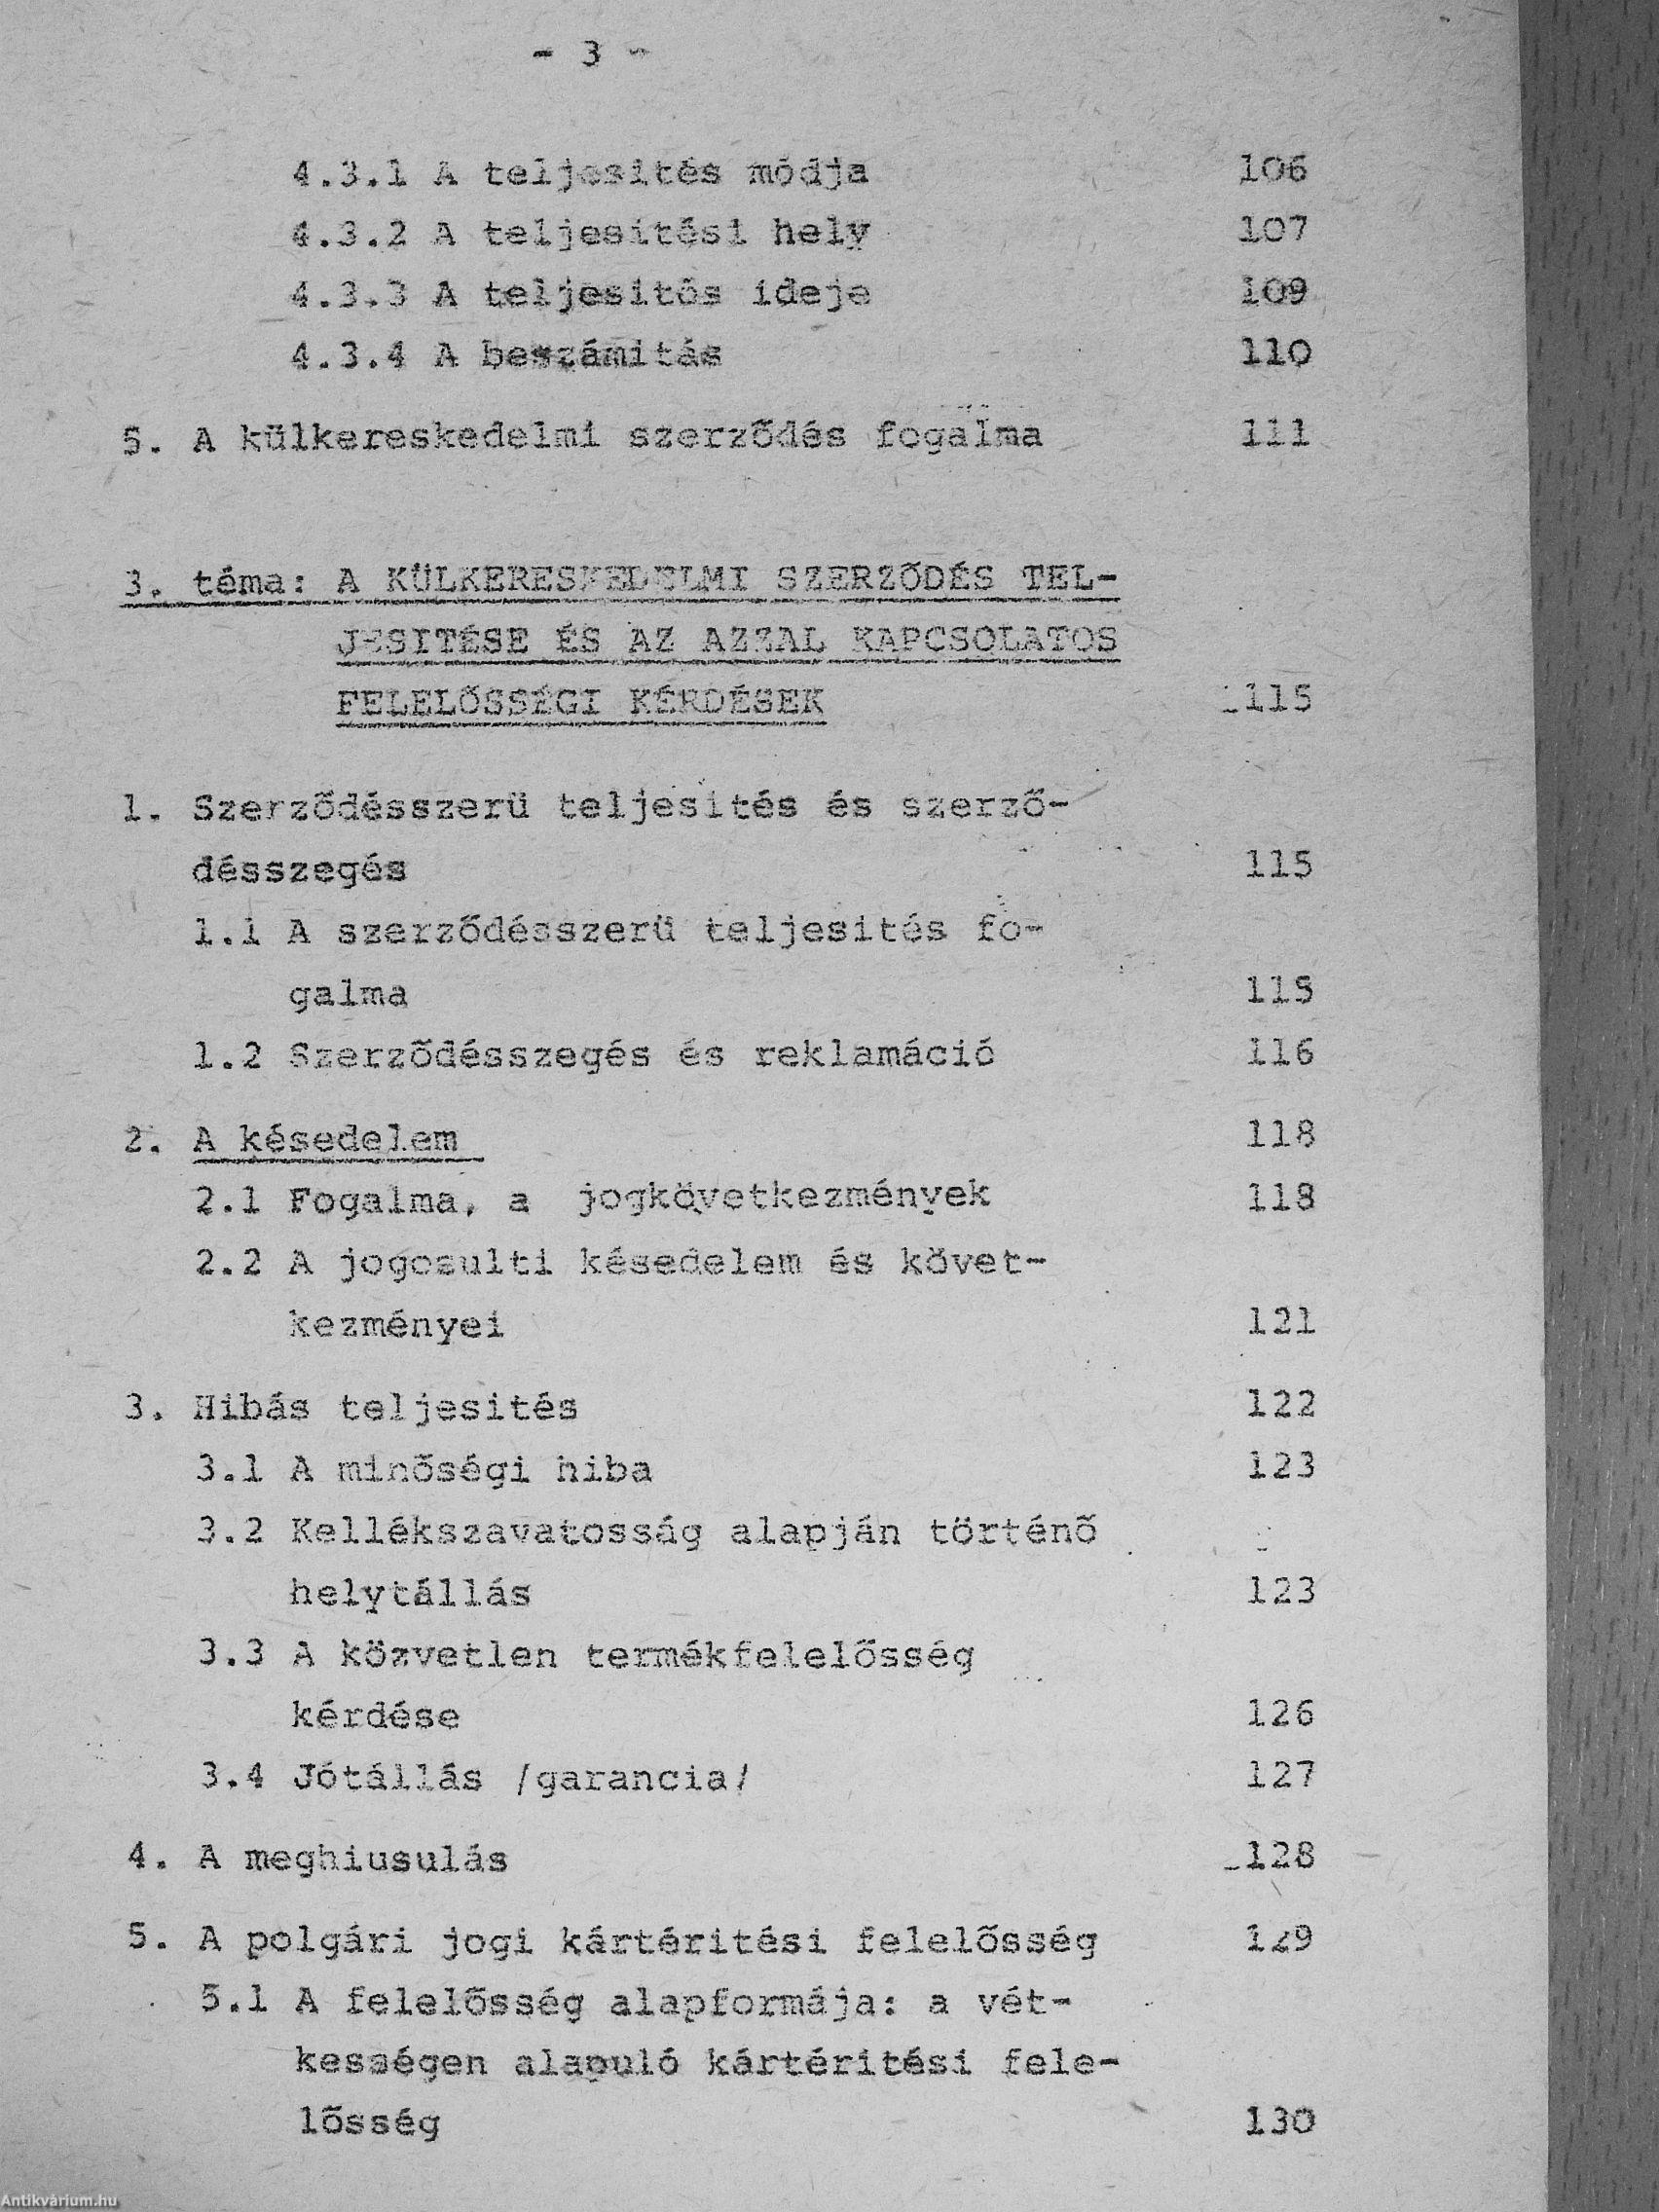 - 3 -
4.3.1 A teljesités módja 106
4.3.2 A teljesitési hely 107
4.3.3 A teljesités ideje 109
4.3.4 A beszámitás 110
5. A külkereskedelmi szerződés fogalma 111
3. téma: A KÜLKERESKEDELMI SZERZŐDÉS TEL-
JESITÉSE ÉS AZ AZZAL KAPCSOLATOS
FELELŐSSÉGI KÉRDÉSEK 115
1. Szerződésszerü teljesités és szerző-
désszegés 115
1.1 A szerződésszerü teljesités fo-
galma 115
1.2 Szerződésszegés és reklamáció 116
2. A késedelem 118
2.1 Fogalma, a jogkövetkezmények 118
2.2 A jogosulti késedelem és követ-
kezményei 121
3. Hibás teljesités 122
3.1 A minőségi hiba 123
3.2 Kellékszavatosság alapján történő
helytállás 123
3.3 A közvetlen termékfelelősség
kérdése 126
3.4 Jótállás /garancia/ 127
4. A meghiusulás 128
5. A polgári jogi kártéritési felelősség 129
5.1 A felelősség alapformája: a vét-
kességen alapuló kártéritési fele-
lősség 130
Antikvárium.hu